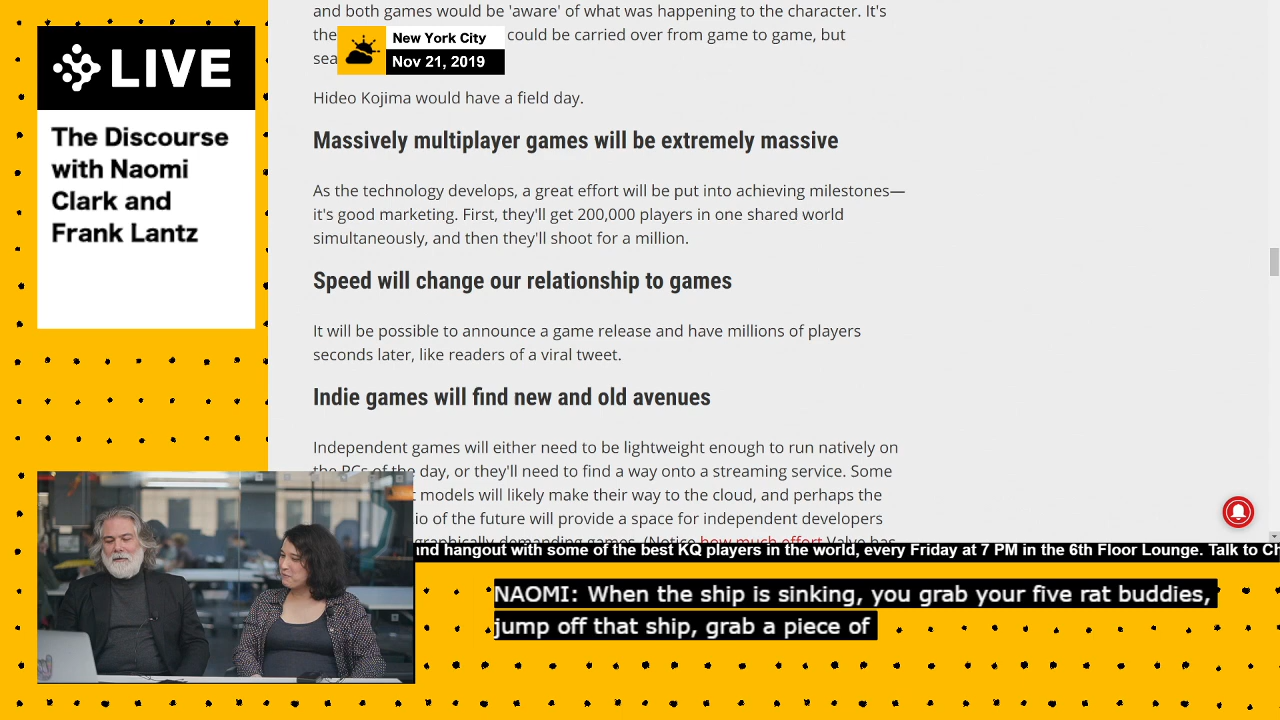 LIVE
The Discourse
with Naomi
Clark and
Frank Lantz
and both games would be 'aware' of what was happening to the character. It's
the could be carried over from game to game, but
sea
New York City
Nov 21, 2019
Hideo Kojima would have a field day.
Massively multiplayer games will be extremely massive
As the technology develops, a great effort will be put into achieving milestones—
it's good marketing. First, they'll get 200,000 players in one shared world
simultaneously, and then they'll shoot for a million.
Speed will change our relationship to games
It will be possible to announce a game release and have millions of players
seconds later, like readers of a viral tweet.
Indie games will find new and old avenues
Independent games will either need to be lightweight enough to run natively on
the PCs of the day, or they'll need to find a way onto a streaming service. Some
t models will likely make their way to the cloud, and perhaps the
io of the future will provide a space for independent developers
graphically-demanding games. (Notice how much effort Valve has
und hangout with some of the best KQ players in the world, every Friday at 7 PM in the 6th Floor Lounge. Talk to Ch
NAOMI: When the ship is sinking, you grab your five rat buddies,
jump off that ship, grab a piece of